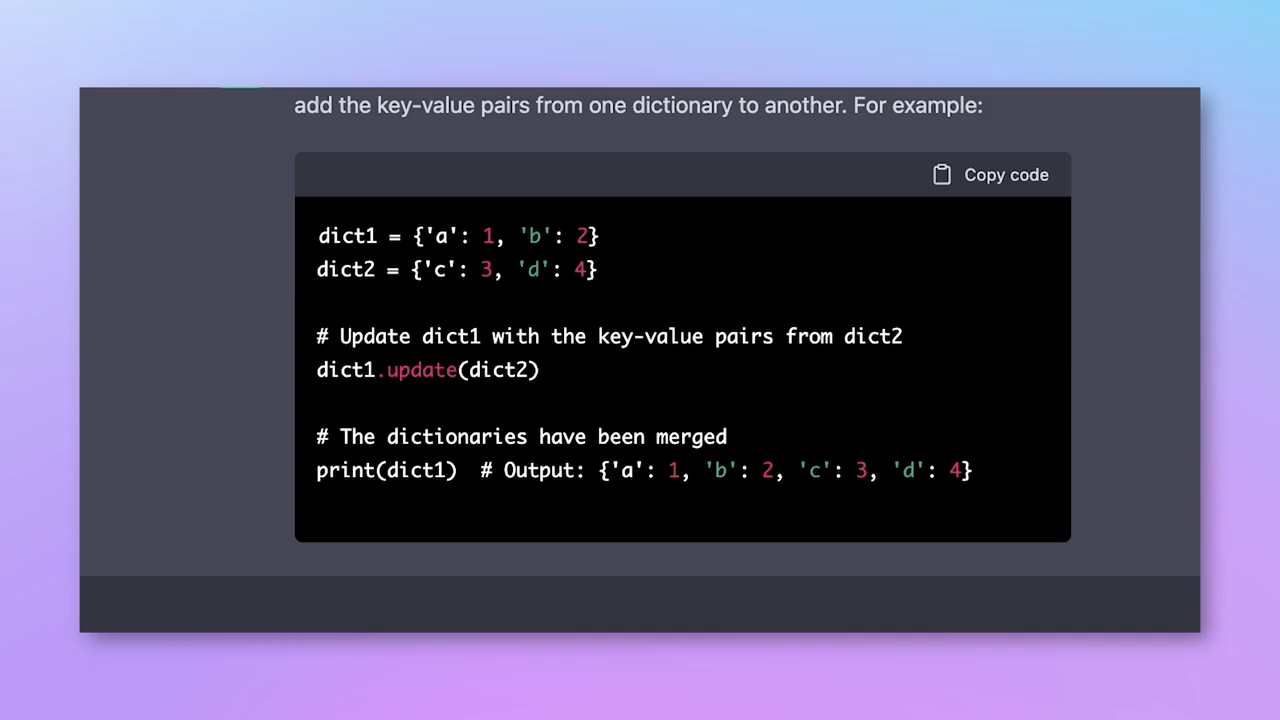 add the key-value pairs from one dictionary to another. For example:
Copy code
dict1 = {'a': 1, 'b': 2}
dict2 = {'c': 3, 'd': 4}
# Update dict1 with the key-value pairs from dict2
dict1.update(dict2)
# The dictionaries have been merged
print(dict1)  # Output: {'a': 1, 'b': 2, 'c': 3, 'd': 4}